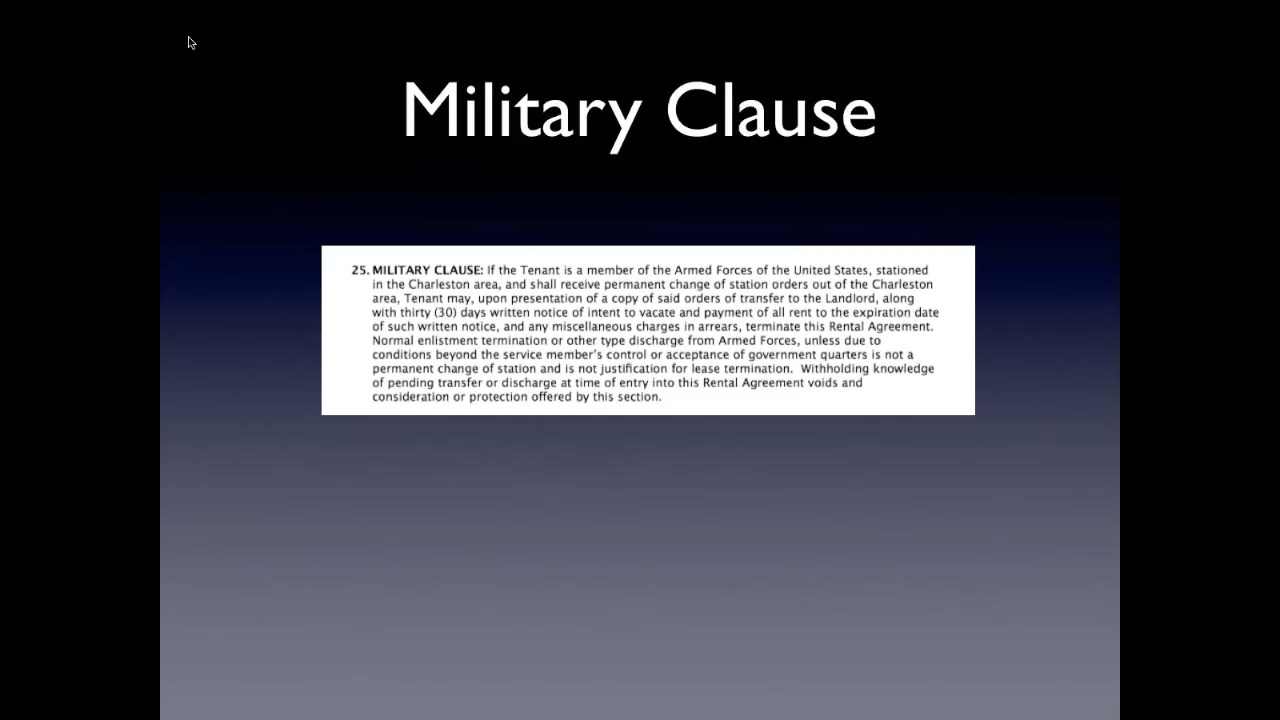 Military Clause
25. MILITARY CLAUSE: If the Tenant is a member of the Armed Forces of the United States, stationed
in the Charleston area, and shall receive permanent change of station orders out of the Charleston
area, Tenant may, upon presentation of a copy of said orders of transfer to the Landlord, along
with thirty (30) days written notice of intent to vacate and payment of all rent to the expiration date
of such written notice, and any miscellaneous charges in arrears, terminate this Rental Agreement.
Normal enlistment termination or other type discharge from Armed Forces, unless due to
conditions beyond the service member's control or acceptance of government quarters is not a
permanent change of station and is not justification for lease termination.  Withholding knowledge
of pending transfer or discharge at time of entry into this Rental Agreement voids and
consideration or protection offered by this section.